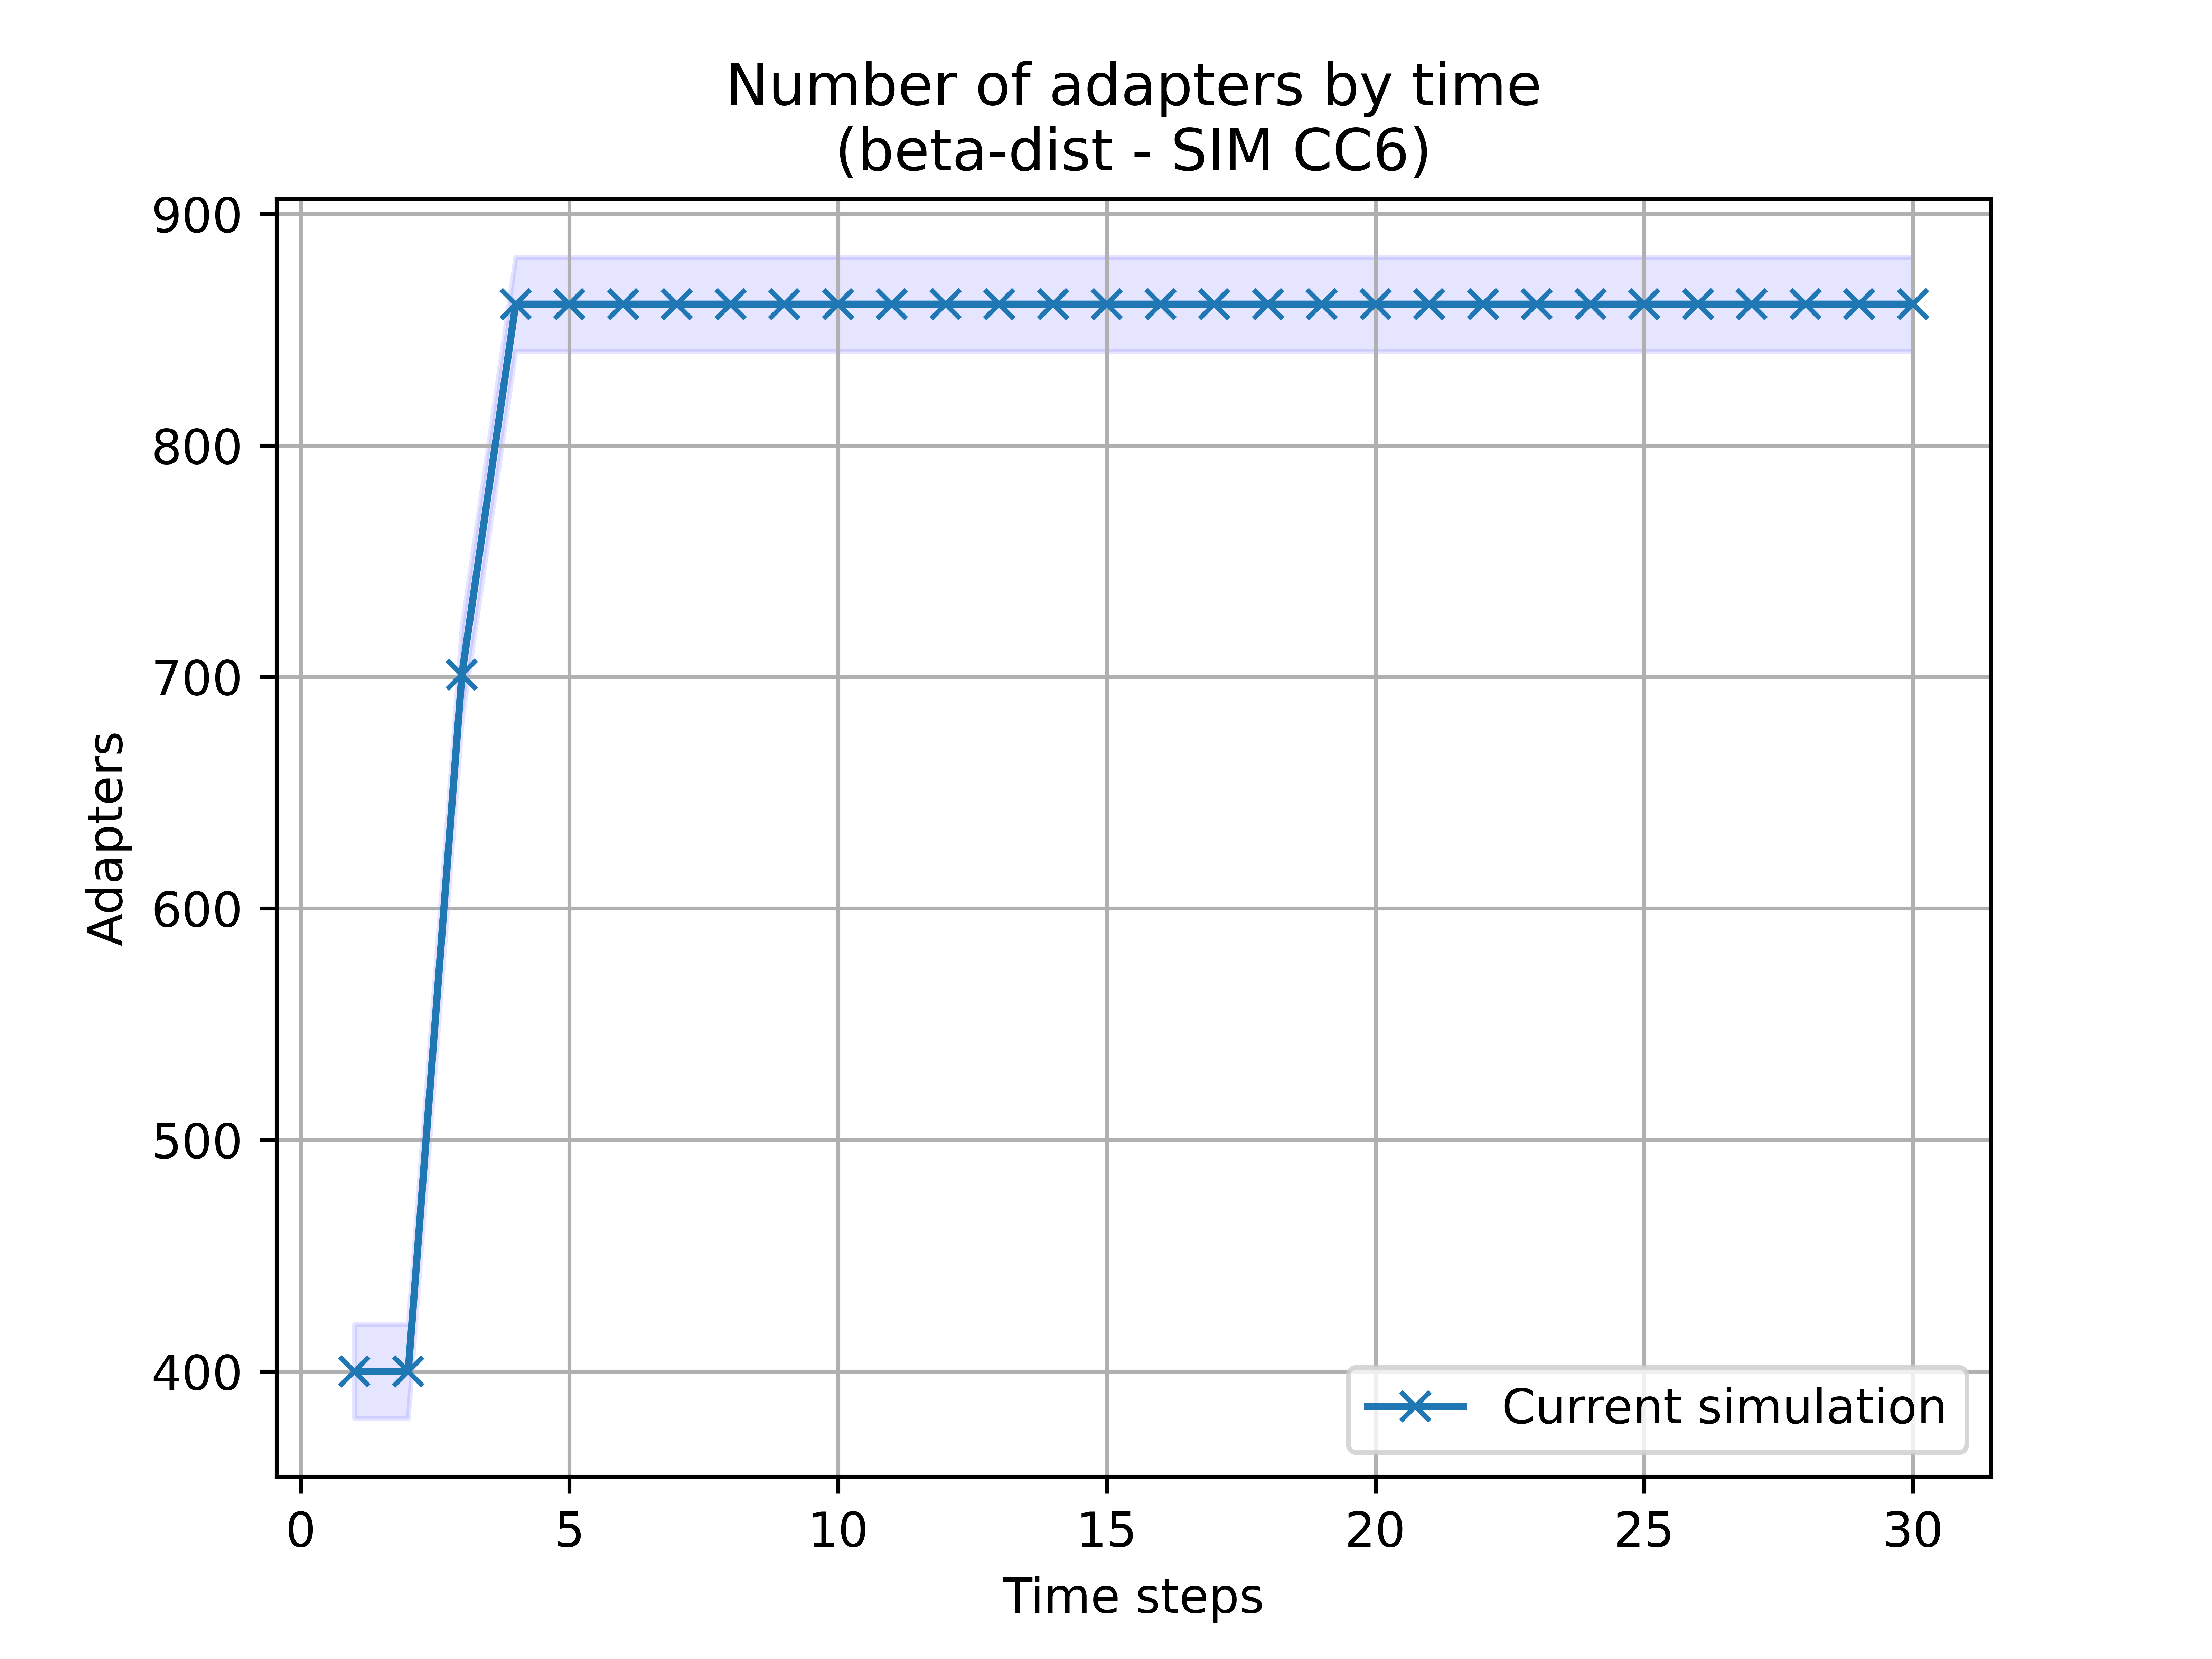 Number of adapters by time
(beta-dist - SIM CC6)
900
800
700
600
500
400
Adapters
Current simulation
0 5 10 15 20 25 30
Time steps